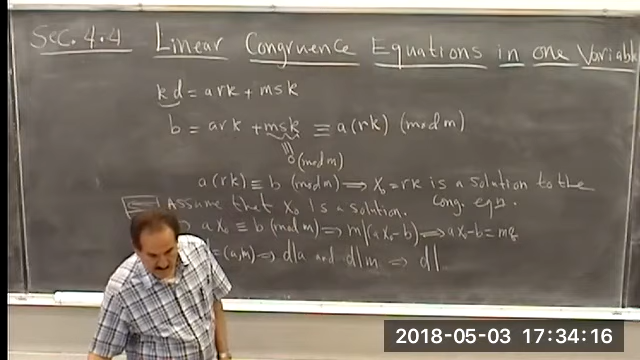 Sec. 4.4 Linear Congruence Equations in one Variable
kd = ark + msk
b = ark + msk ≡ a(rk) (mod m)
0 (mod m)
a(rk) ≡ b (mod m) ⟹ x₀ = rk is a solution to the cong. eqn.
Assume that x₀ is a solution.
ax₀ ≡ b (mod m) ⟹ m|(ax₀-b) ⟹ ax₀-b = mq
= (a,m) ⟹ d|a and d|m ⟹ d|
2018-05-03 17:34:16